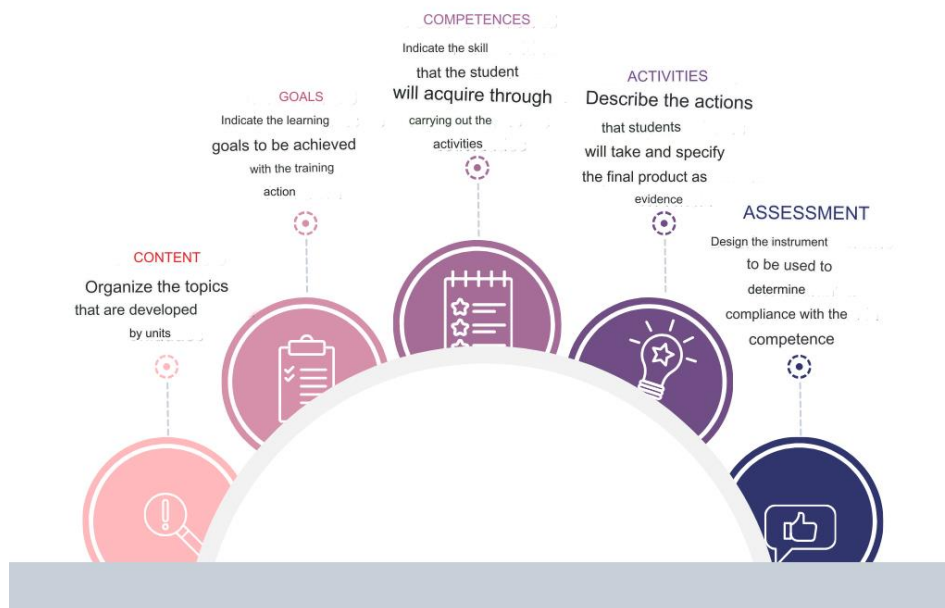 CONTENT
Organize the topics
that are developed
by units
GOALS
Indicate the learning
goals to be achieved
with the training
action
COMPETENCES
Indicate the skill
that the student
will acquire through
carrying out the
activities
ACTIVITIES
Describe the actions
that students
will take and specify
the final product as
evidence
ASSESSMENT
Design the instrument
to be used to
determine
compliance with the
competence